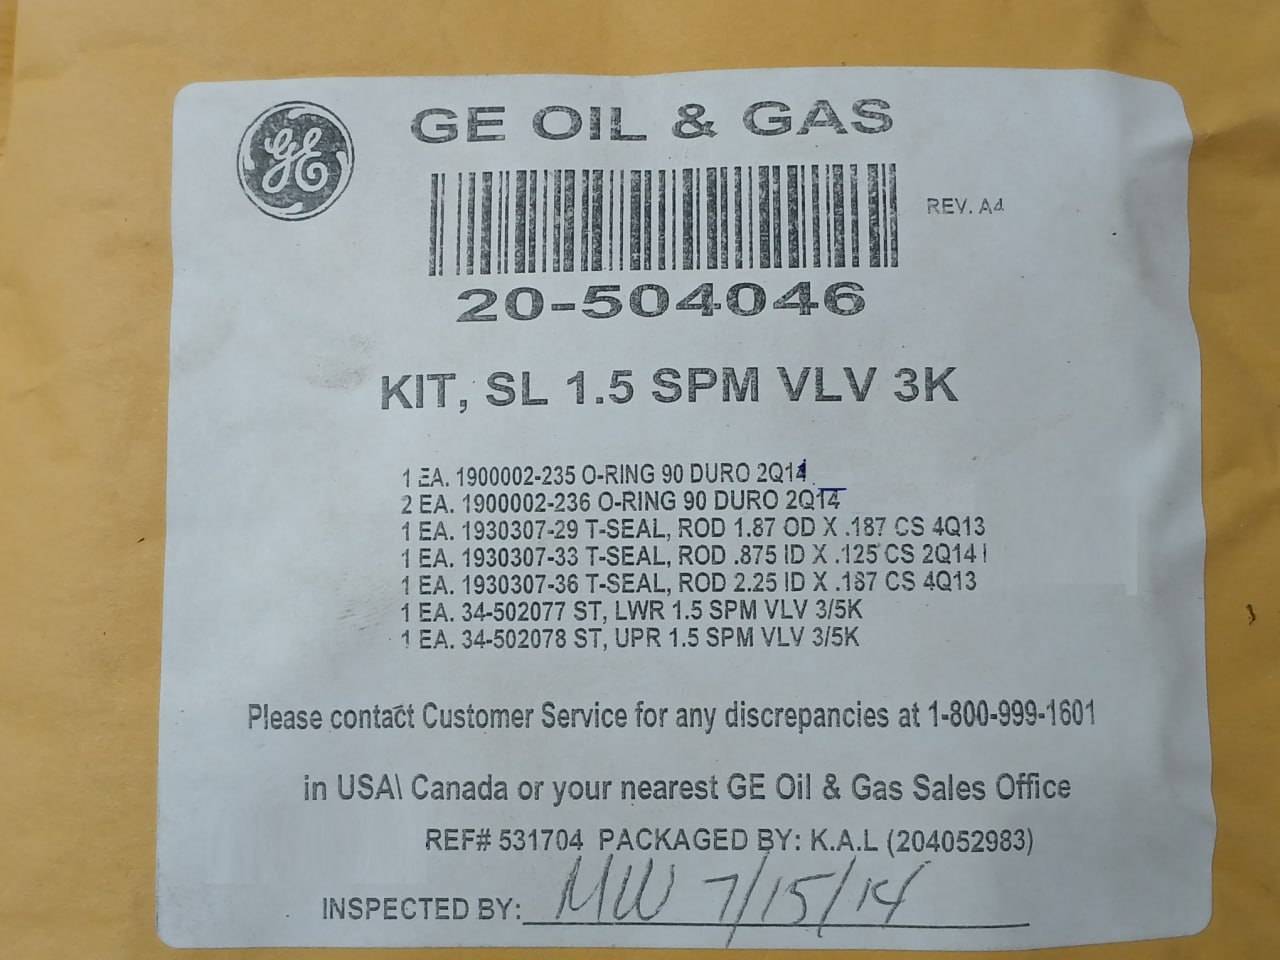 GE
GE OIL & GAS
REV. A4
20-504046
KIT, SL 1.5 SPM VLV 3K
1 EA. 1900002-235 O-RING 90 DURO 2Q14
2 EA. 1900002-236 O-RING 90 DURO 2Q14
1 EA. 1930307-29 T-SEAL, ROD 1.87 OD X .187 CS 4Q13
1 EA. 1930307-33 T-SEAL, ROD .875 ID X .125 CS 2Q14
1 EA. 1930307-36 T-SEAL, ROD 2.25 ID X .187 CS 4Q13
1 EA. 34-502077 ST, LWR 1.5 SPM VLV 3/5K
1 EA. 34-502078 ST, UPR 1.5 SPM VLV 3/5K
Please contact Customer Service for any discrepancies at 1-800-999-1601
in USA\ Canada or your nearest GE Oil & Gas Sales Office
REF# 531704 PACKAGED BY: K.A.L (204052983)
INSPECTED BY: MW 7/15/14